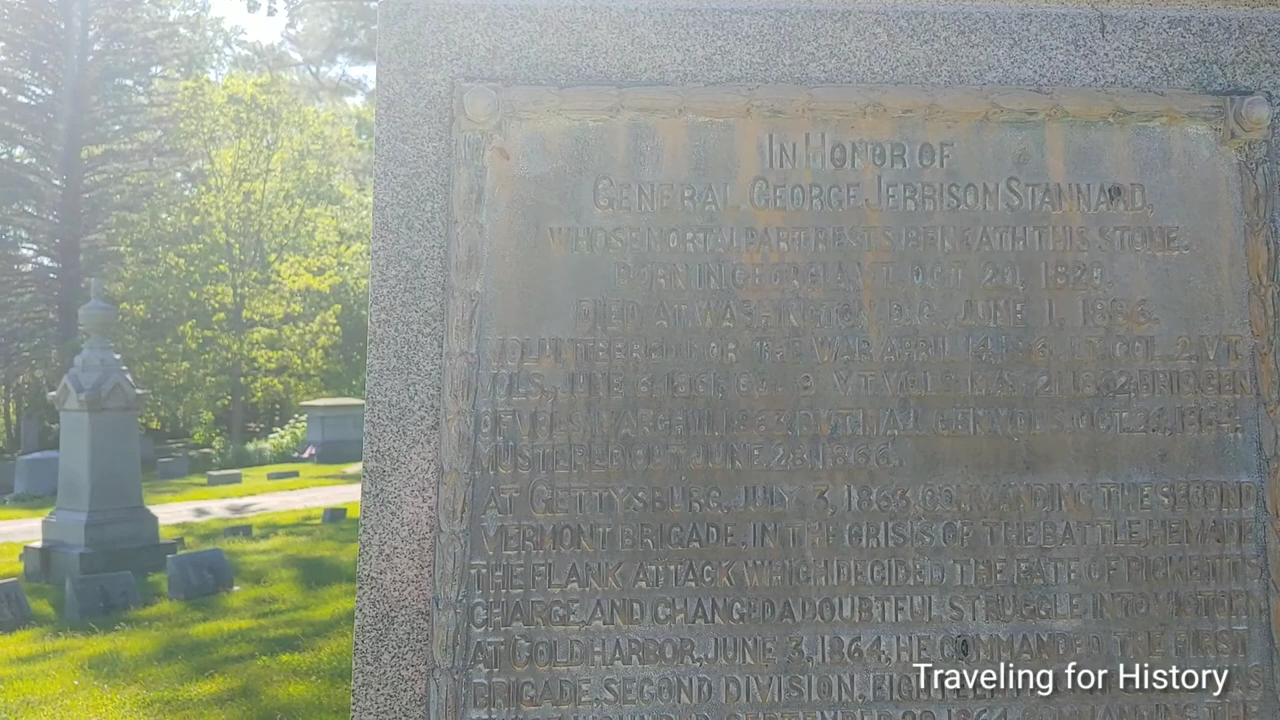 IN HONOR OF
GENERAL GEORGE JERRISON STANNARD,
WHOSE MORTAL PART RESTS BENEATH THIS STONE.
BORN IN GEORGIA, VT. OCT. 20, 1820.
DIED AT WASHINGTON, D.C., JUNE 1, 1886.
VOLUNTEERED FOR THE WAR APRIL 14, LT. COL. 2, VT.
VOLS., JUNE 6, 1861, COL. 9 VT. VOLS. MAY 21, 1862, BRIG. GEN.
OF VOLS. MARCH 11, 1863, BVT. MAJ. GEN. VOLS. OCT. 1864.
MUSTERED OUT JUNE 28, 1866.
AT GETTYSBURG, JULY 3, 1863, COMMANDING THE SECOND
VERMONT BRIGADE, IN THE CRISIS OF THE BATTLE, HE MADE
THE FLANK ATTACK WHICH DECIDED THE FATE OF PICKETT'S
CHARGE, AND CHANGED A DOUBTFUL STRUGGLE INTO VICTORY
AT COLD HARBOR, JUNE 3, 1864, HE COMMANDED THE FIRST
BRIGADE, SECOND DIVISION,
SEPTEMBER 1864 THE
Traveling for History